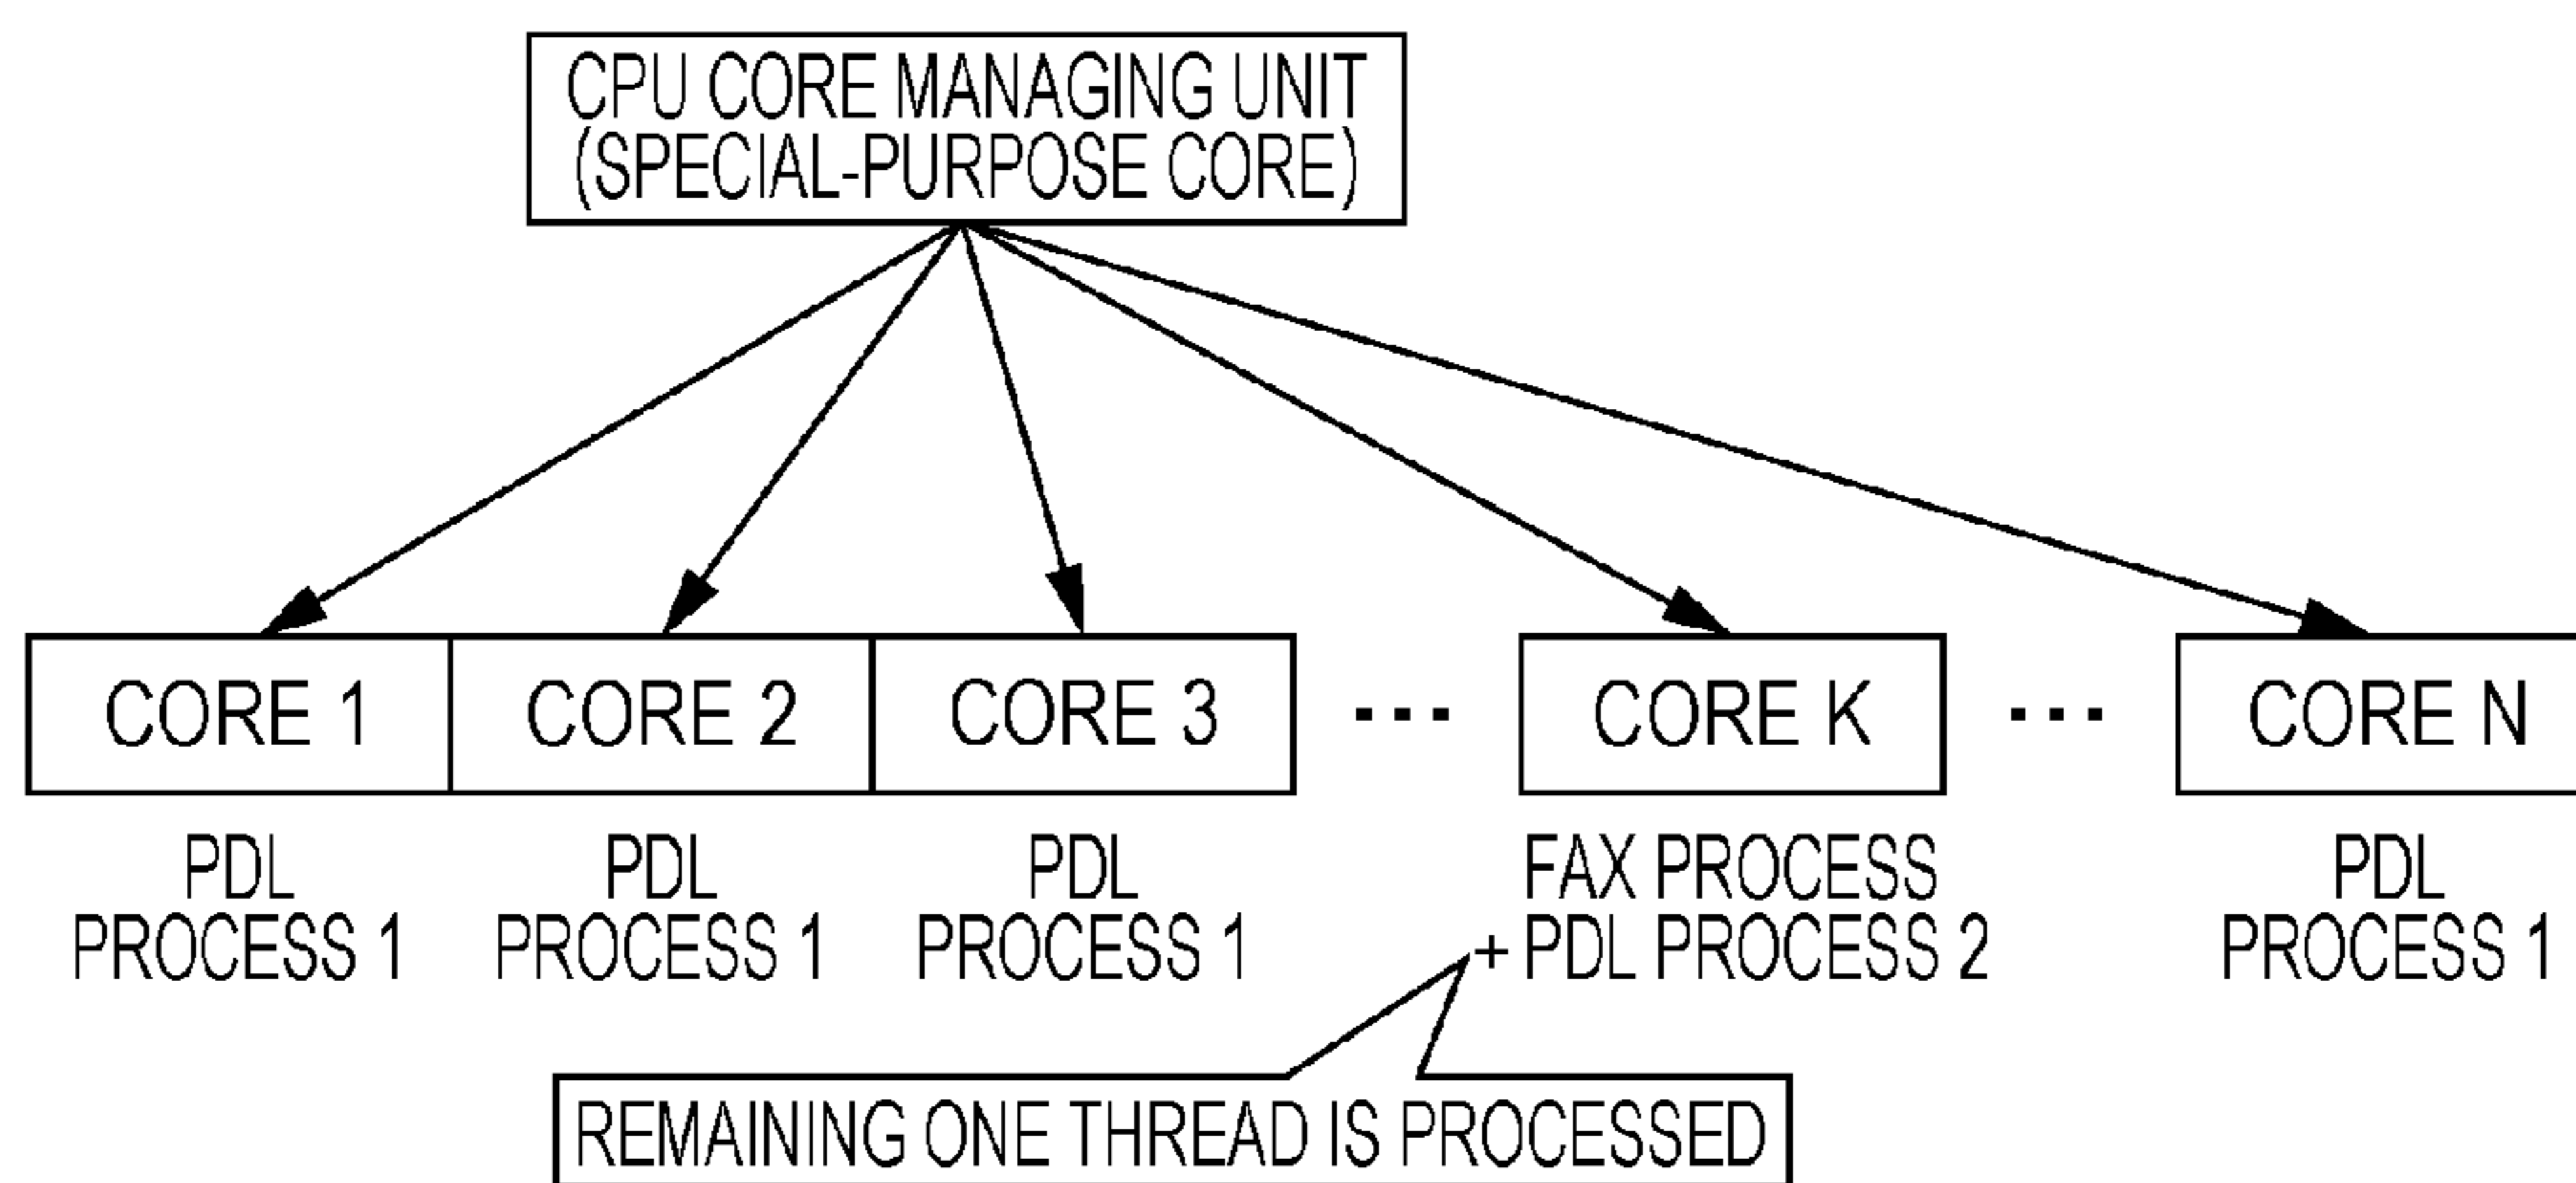 CPU CORE MANAGING UNIT
(SPECIAL-PURPOSE CORE)
CORE 1
CORE 2
CORE 3
...
CORE K
...
CORE N
PDL
PROCESS 1
PDL
PROCESS 1
PDL
PROCESS 1
FAX PROCESS
+ PDL PROCESS 2
PDL
PROCESS 1
REMAINING ONE THREAD IS PROCESSED